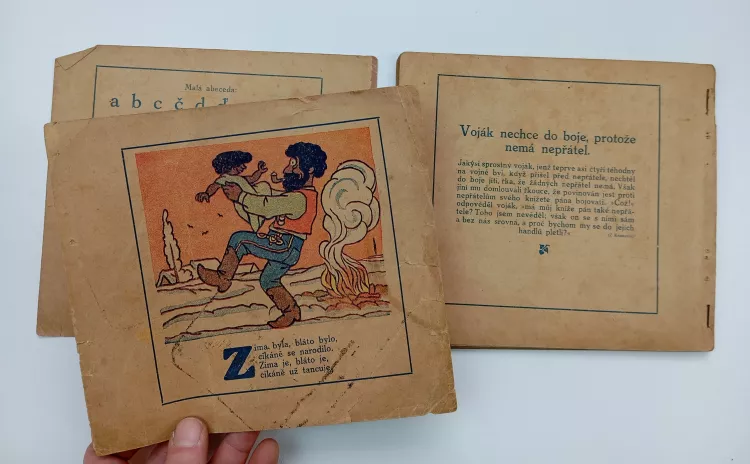 Malá abeceda:
a b c č d ď
Zima byla, bláto bylo,
cikáně se narodilo.
Zima je, bláto je,
cikáně už tancuje.
Voják nechce do boje, protože
nemá nepřátel.
Jakýsi sprostný voják, jenž teprve asi čtyři téhodny
na vojně byl, když přišel před nepřátele, nechtěl
do boje jíti, řka, že žádných nepřátel nemá. Však
jiní mu domlouvali řkouce, že povinován jest proti
nepřátelům svého knížete pána bojovati. »Což!«
odpověděl voják, »má můj kníže pán také nepřá-
tele? Toho jsem nevěděl; však on se s nimi sám
a bez nás srovná, a proč bychom my se do jejich
handlů pletli?«